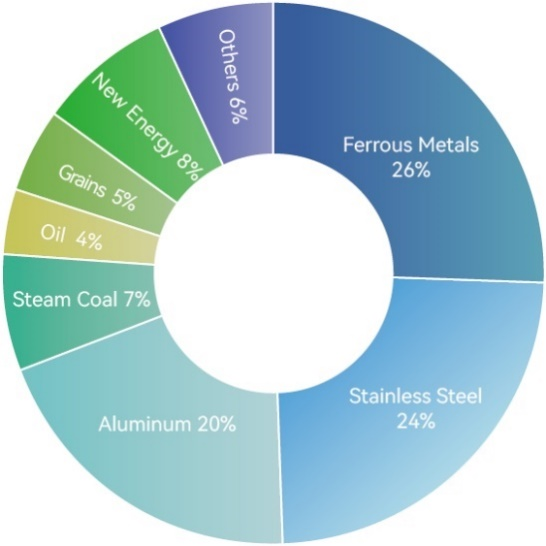 Ferrous Metals
26%
Stainless Steel
24%
Aluminum 20%
Steam Coal 7%
Oil 4%
Grains 5%
New Energy 8%
Others 6%